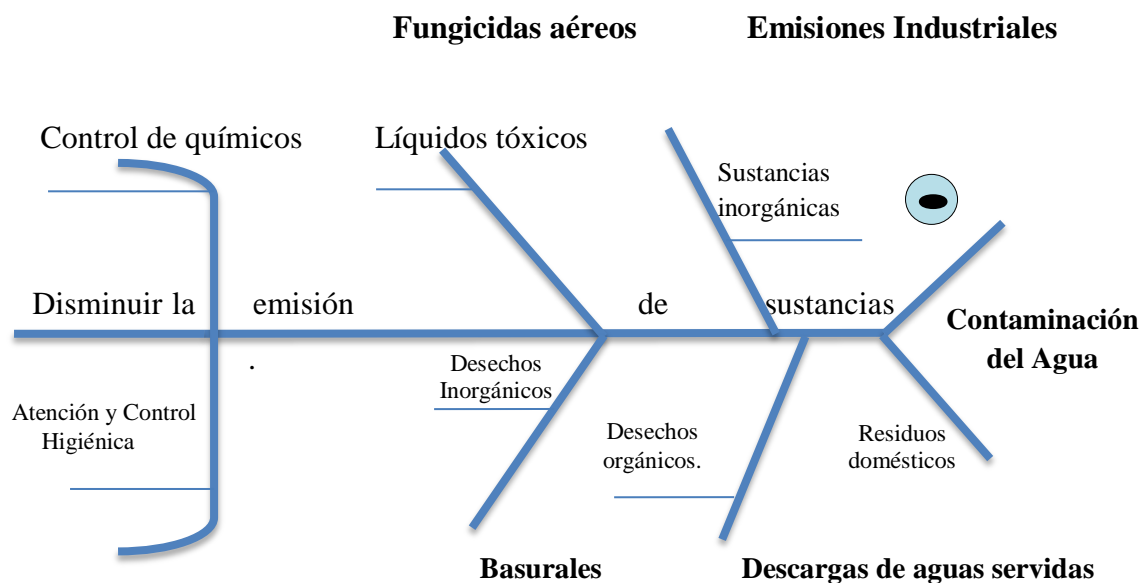 Fungicidas aéreos
Emisiones Industriales
Control de químicos
Líquidos tóxicos
Sustancias
inorgánicas
Disminuir la emisión de sustancias
.
Contaminación
del Agua
Desechos
Inorgánicos
Atención y Control
Higiénica
Desechos
orgánicos.
Residuos
domésticos
Basurales
Descargas de aguas servidas